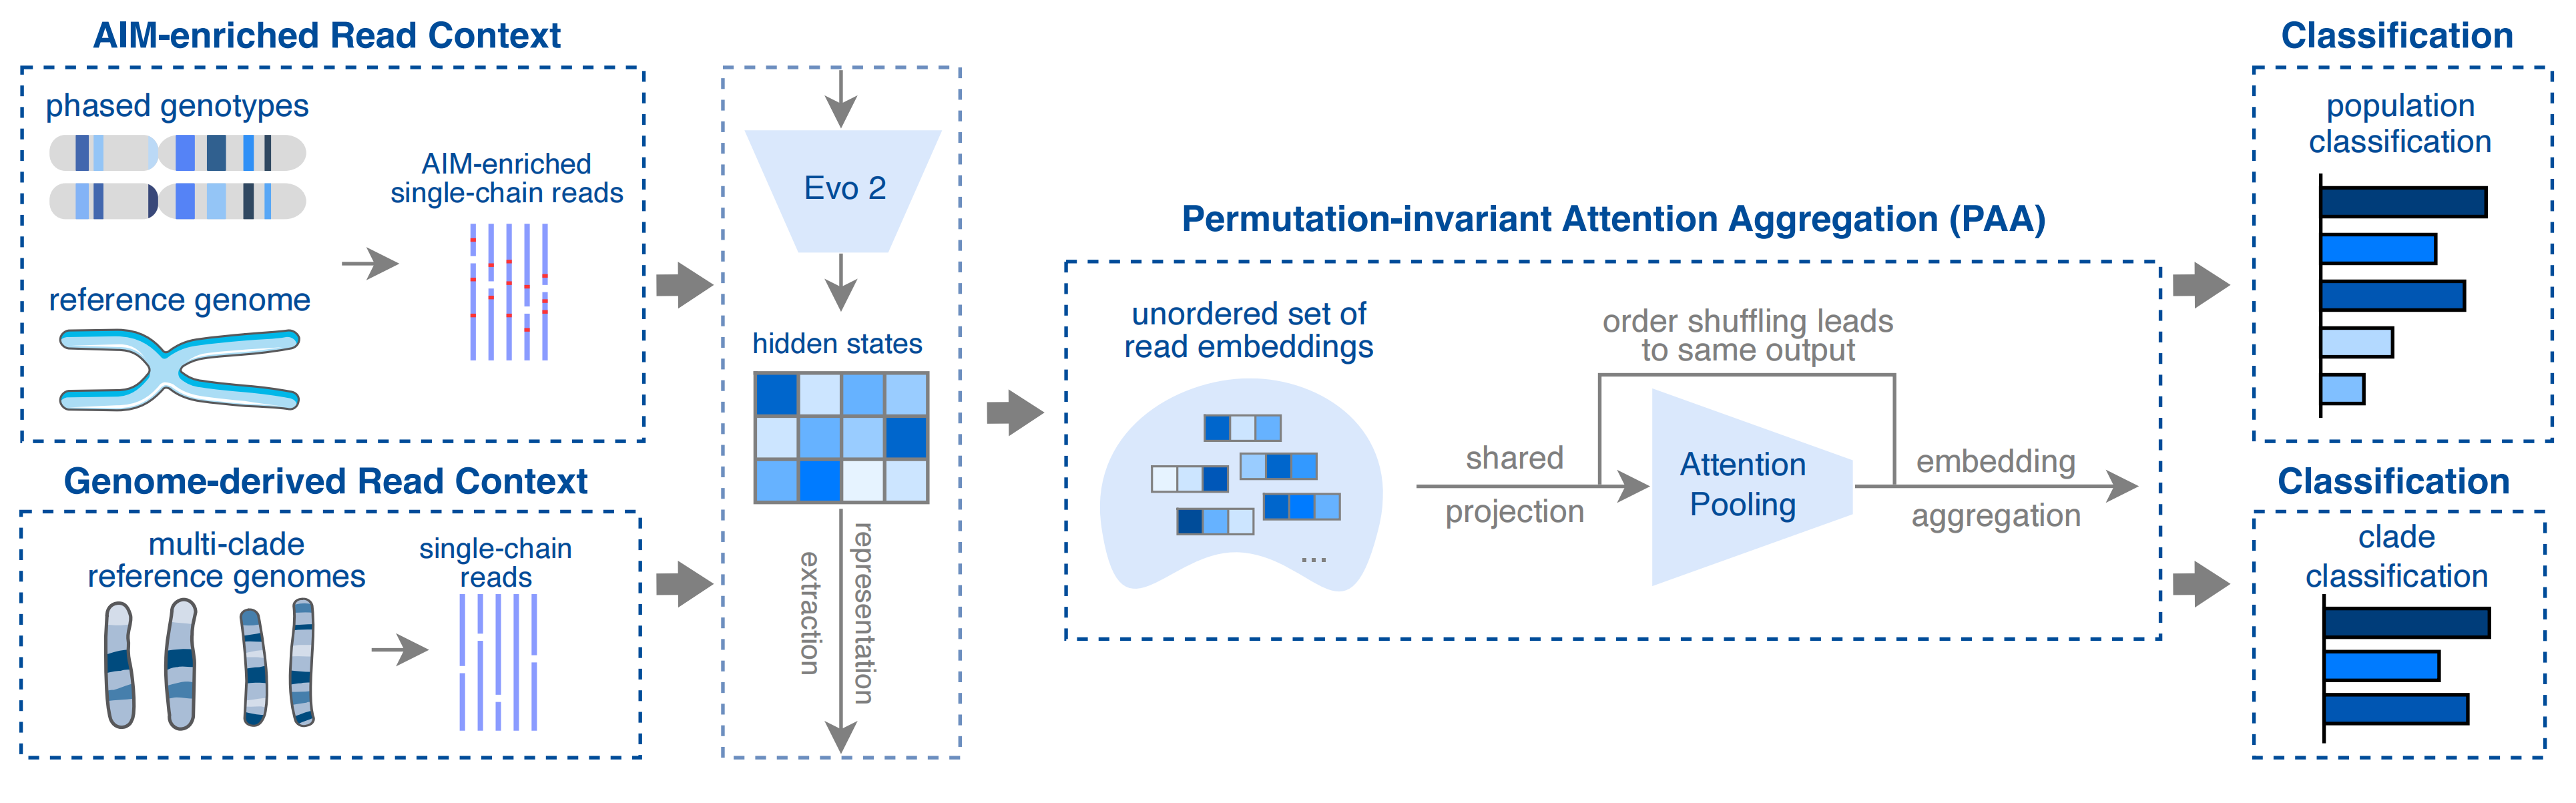 AIM-enriched Read Context
phased genotypes
AIM-enriched
single-chain reads
reference genome
Genome-derived Read Context
multi-clade
reference genomes
single-chain
reads
Evo 2
hidden states
representation
extraction
Permutation-invariant Attention Aggregation (PAA)
unordered set of
read embeddings
...
shared
projection
order shuffling leads
to same output
Attention
Pooling
embedding
aggregation
Classification
population
classification
Classification
clade
classification